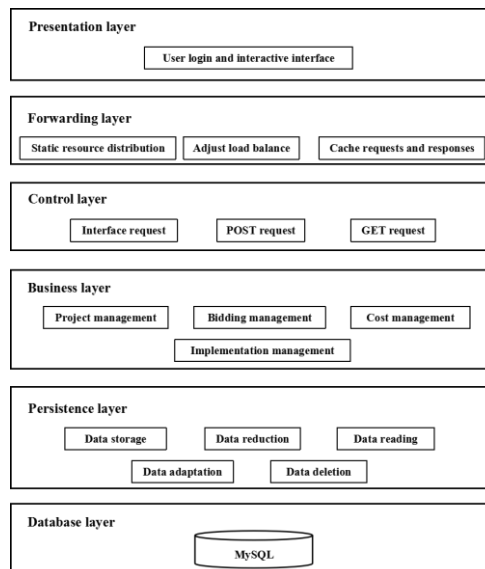 Presentation layer
User login and interactive interface
Forwarding layer
Static resource distribution
Adjust load balance
Cache requests and responses
Control layer
Interface request
POST request
GET request
Business layer
Project management
Bidding management
Cost management
Implementation management
Persistence layer
Data storage
Data reduction
Data reading
Data adaptation
Data deletion
Database layer
MySQL